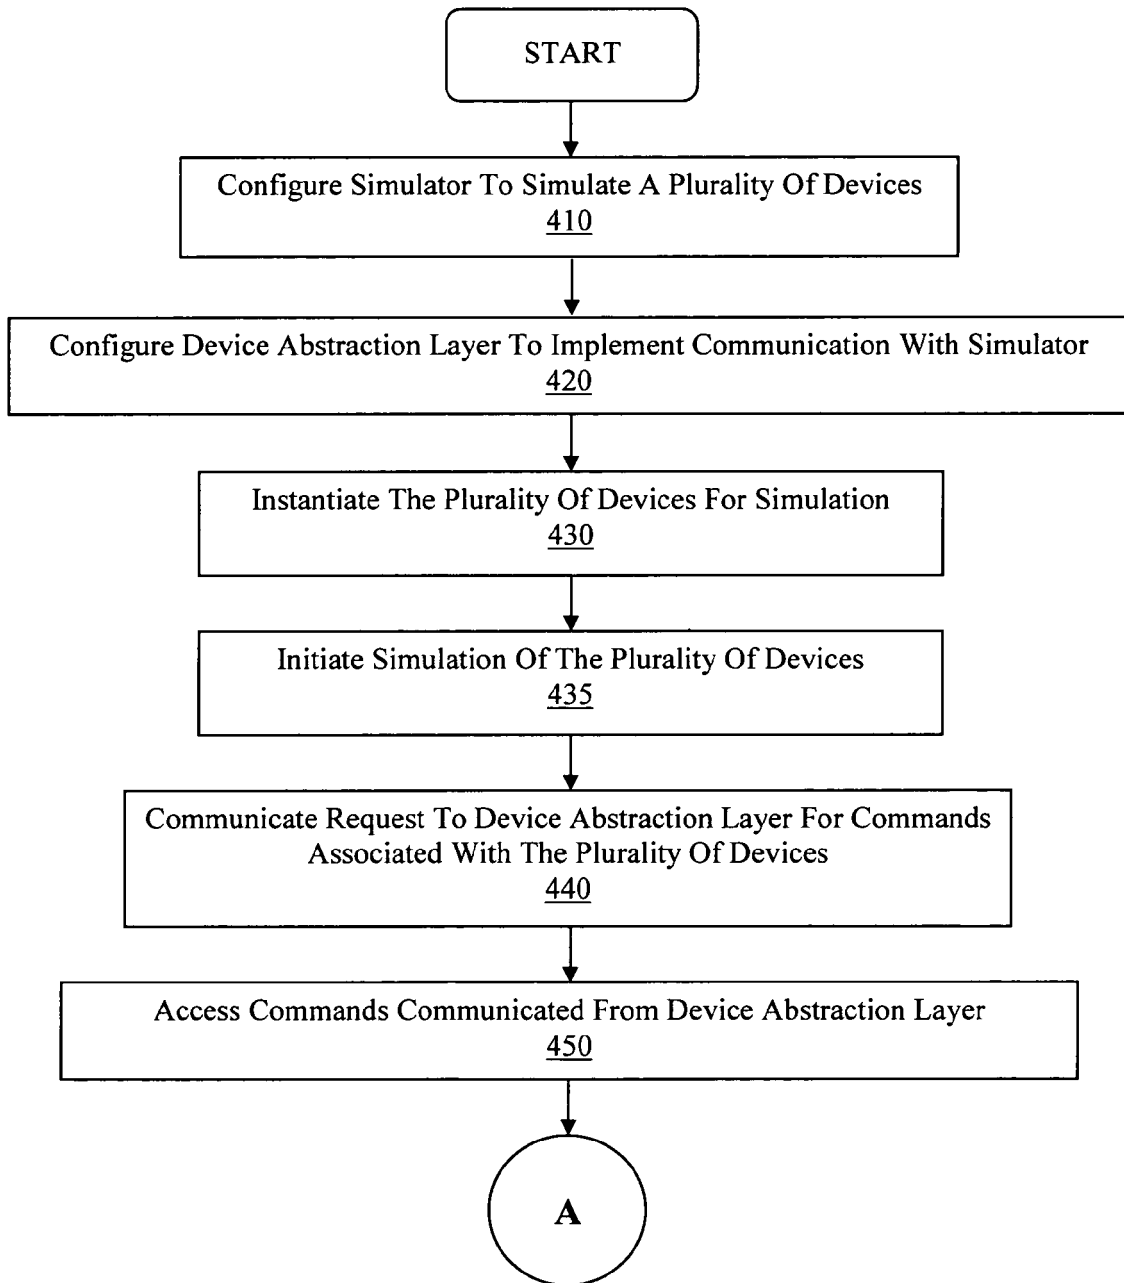 START
Configure Simulator To Simulate A Plurality Of Devices
410
Configure Device Abstraction Layer To Implement Communication With Simulator
420
Instantiate The Plurality Of Devices For Simulation
430
Initiate Simulation Of The Plurality Of Devices
435
Communicate Request To Device Abstraction Layer For Commands
Associated With The Plurality Of Devices
440
Access Commands Communicated From Device Abstraction Layer
450
A